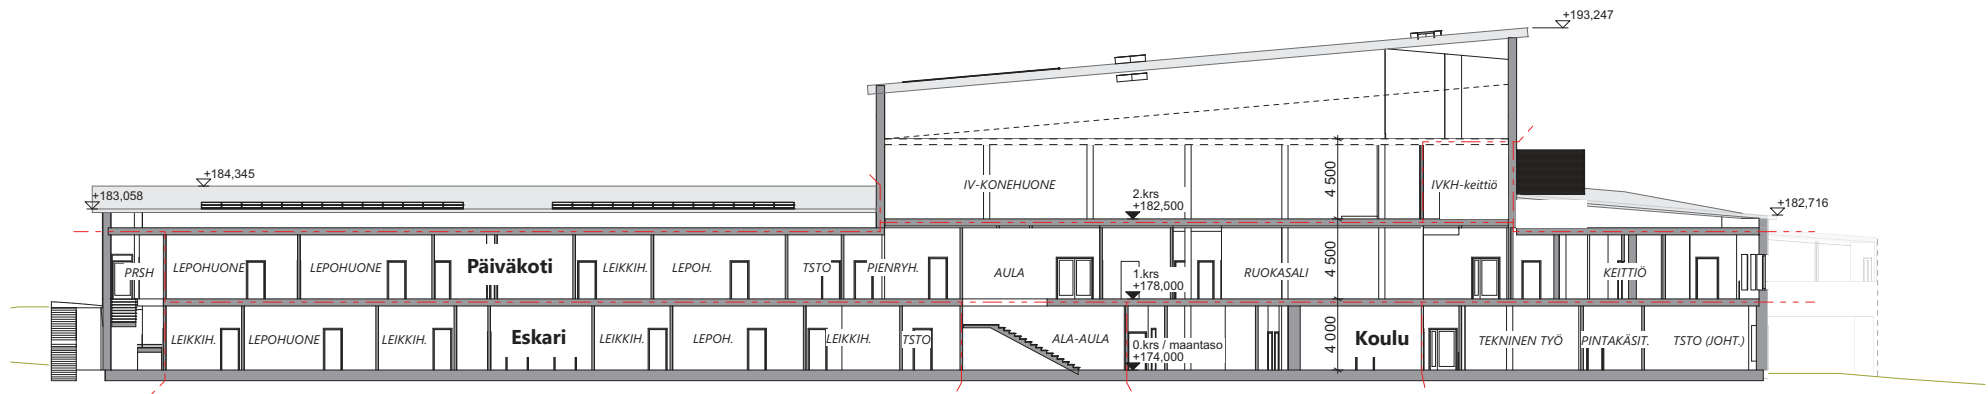 +193,247
+184,345
+183,058
+182,716
IV-KONEHUONE
2.krs
+182,500
4 500
IVKH-keittiö
PRSH
LEPOHUONE
LEPOHUONE
Päiväkoti
LEIKKIH.
LEPOH.
TSTO
PIENRYH.
AULA
1.krs
+178,000
RUOKASALI
4 500
KEITTIÖ
LEIKKIH.
LEPOHUONE
LEIKKIH.
Eskari
LEIKKIH.
LEPOH.
LEIKKIH.
TSTO
ALA-AULA
0.krs / maantaso
+174,000
4 000
Koulu
TEKNINEN TYÖ
PINTAKÄSIT.
TSTO (JOHT.)